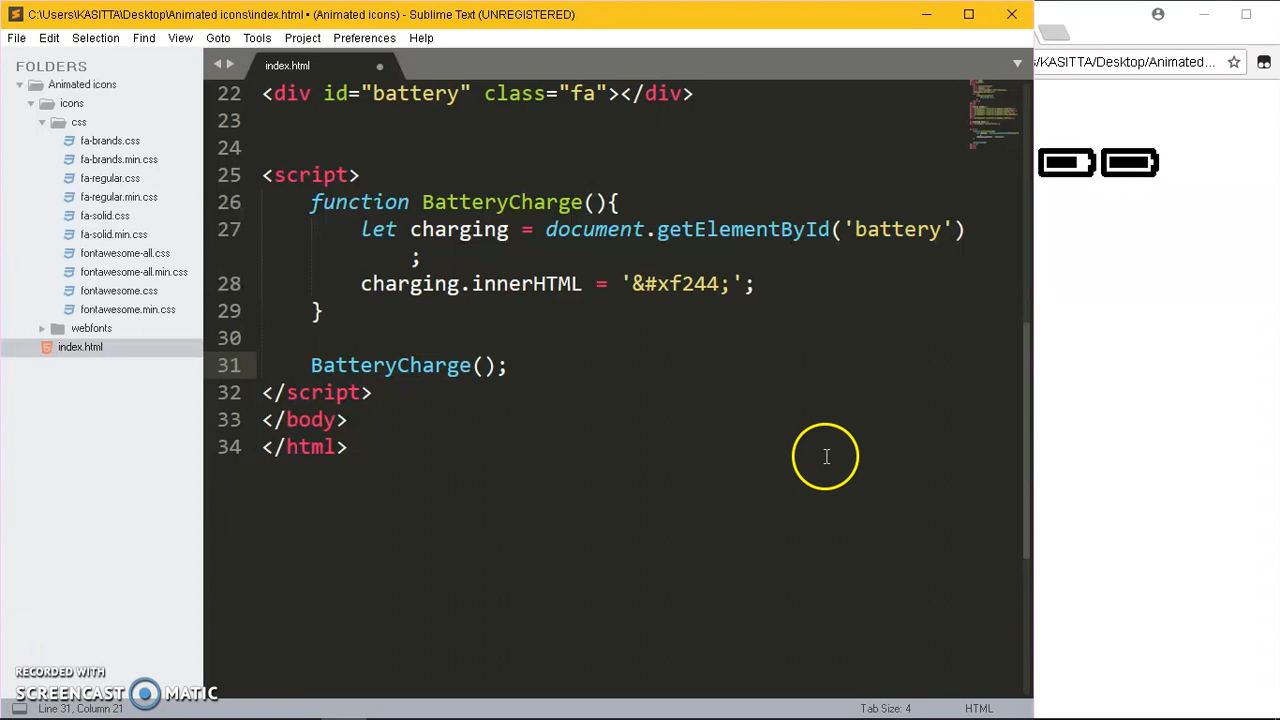 C:\Users\KASITTA\Desktop\Animated icons\index.html • (Animated icons) - Sublime Text (UNREGISTERED)
File Edit Selection Find View Goto Tools Project Preferences Help
s/KASITTA/Desktop/Animated...
FOLDERS
Animated icons
icons
css
fa-brands.css
fa-brands.min.css
fa-regular.css
fa-regular.min.css
fa-solid.css
fa-solid.min.css
fontawesome-all.css
fontawesome-all.min.css
fontawesome.css
fontawesome.min.css
webfonts
index.html
index.html
22 <div id="battery" class="fa"></div>
23
24
25 <script>
26 function BatteryCharge(){
27 let charging = document.getElementById('battery')
;
28 charging.innerHTML = '&#xf244;';
29 }
30
31 BatteryCharge();
32 </script>
33 </body>
34 </html>
RECORDED WITH
SCREENCAST MATIC
Line 31, Column 21
Tab Size: 4
HTML